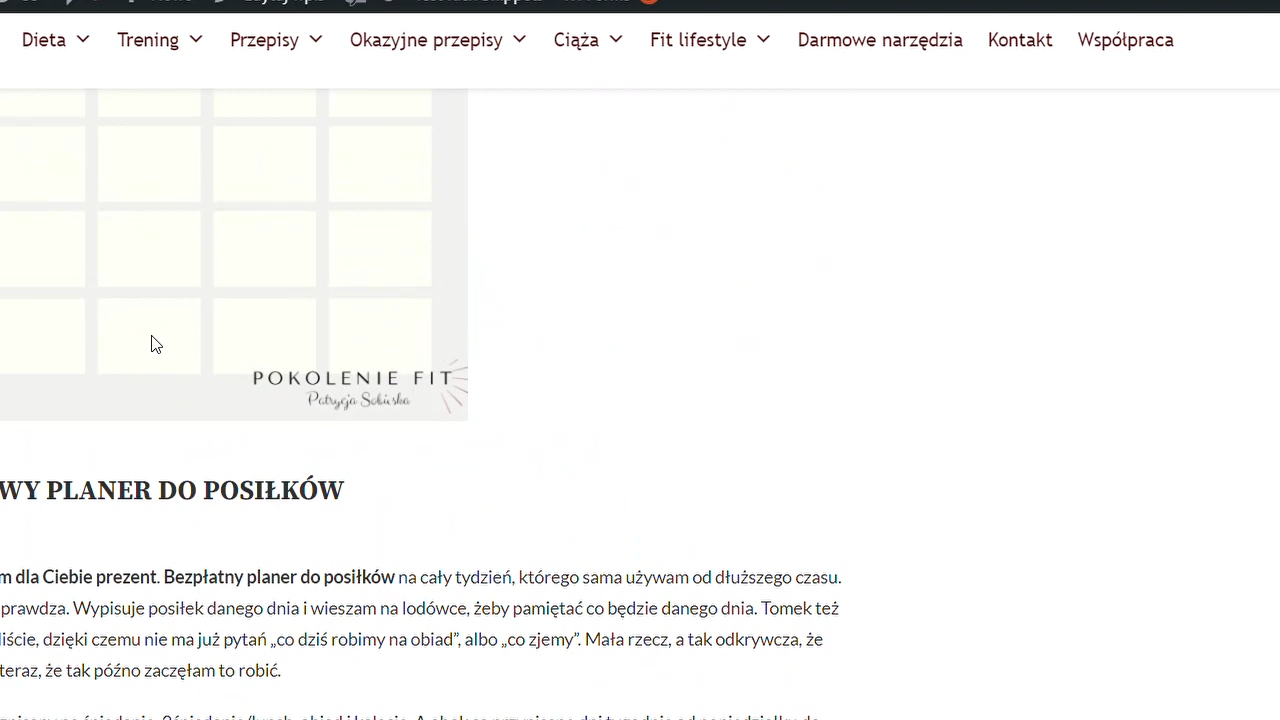 Dieta Trening Przepisy Okazyjne przepisy Ciąża Fit lifestyle Darmowe narzędzia Kontakt Współpraca
POKOLENIE FIT
Patrycja Sobuska
WY PLANER DO POSIŁKÓW
m dla Ciebie prezent. Bezpłatny planer do posiłków na cały tydzień, którego sama używam od dłuższego czasu.
prawdza. Wypisuje posiłek danego dnia i wieszam na lodówce, żeby pamiętać co będzie danego dnia. Tomek też
liście, dzięki czemu nie ma już pytań „co dziś robimy na obiad”, albo „co zjemy”. Mała rzecz, a tak odkrywcza, że
teraz, że tak późno zaczęłam to robić.